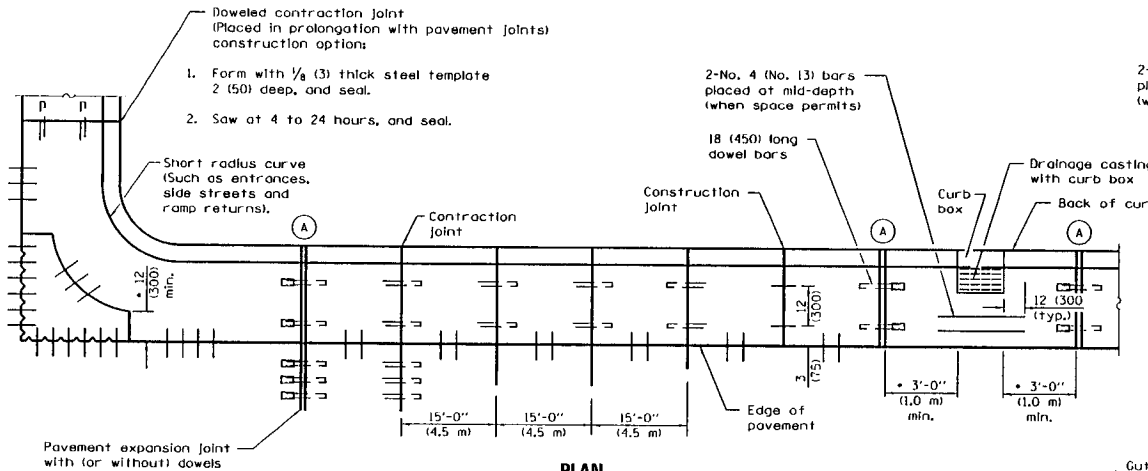 Doweled contraction joint
(Placed in prolongation with pavement joints)
construction option:
1. Form with 1/8 (3) thick steel template
2 (50) deep, and seal.
2. Saw at 4 to 24 hours, and seal.
Short radius curve
(Such as entrances,
side streets and
ramp returns).
2-No. 4 (No. 13) bars
placed at mid-depth
(when space permits)
18 (450) long
dowel bars
2-
pl
(w
Drainage casting
with curb box
Curb
box
Back of cur
Construction
joint
Contraction
joint
A
A
A
• 12
(300)
min.
12
(300)
12 (300
(typ.)
3
(75)
• 3'-0"
(1.0 m)
min.
• 3'-0"
(1.0 m)
min.
15'-0"
(4.5 m)
15'-0"
(4.5 m)
15'-0"
(4.5 m)
Edge of
pavement
Pavement expansion joint
with (or without) dowels
PLAN
Gut